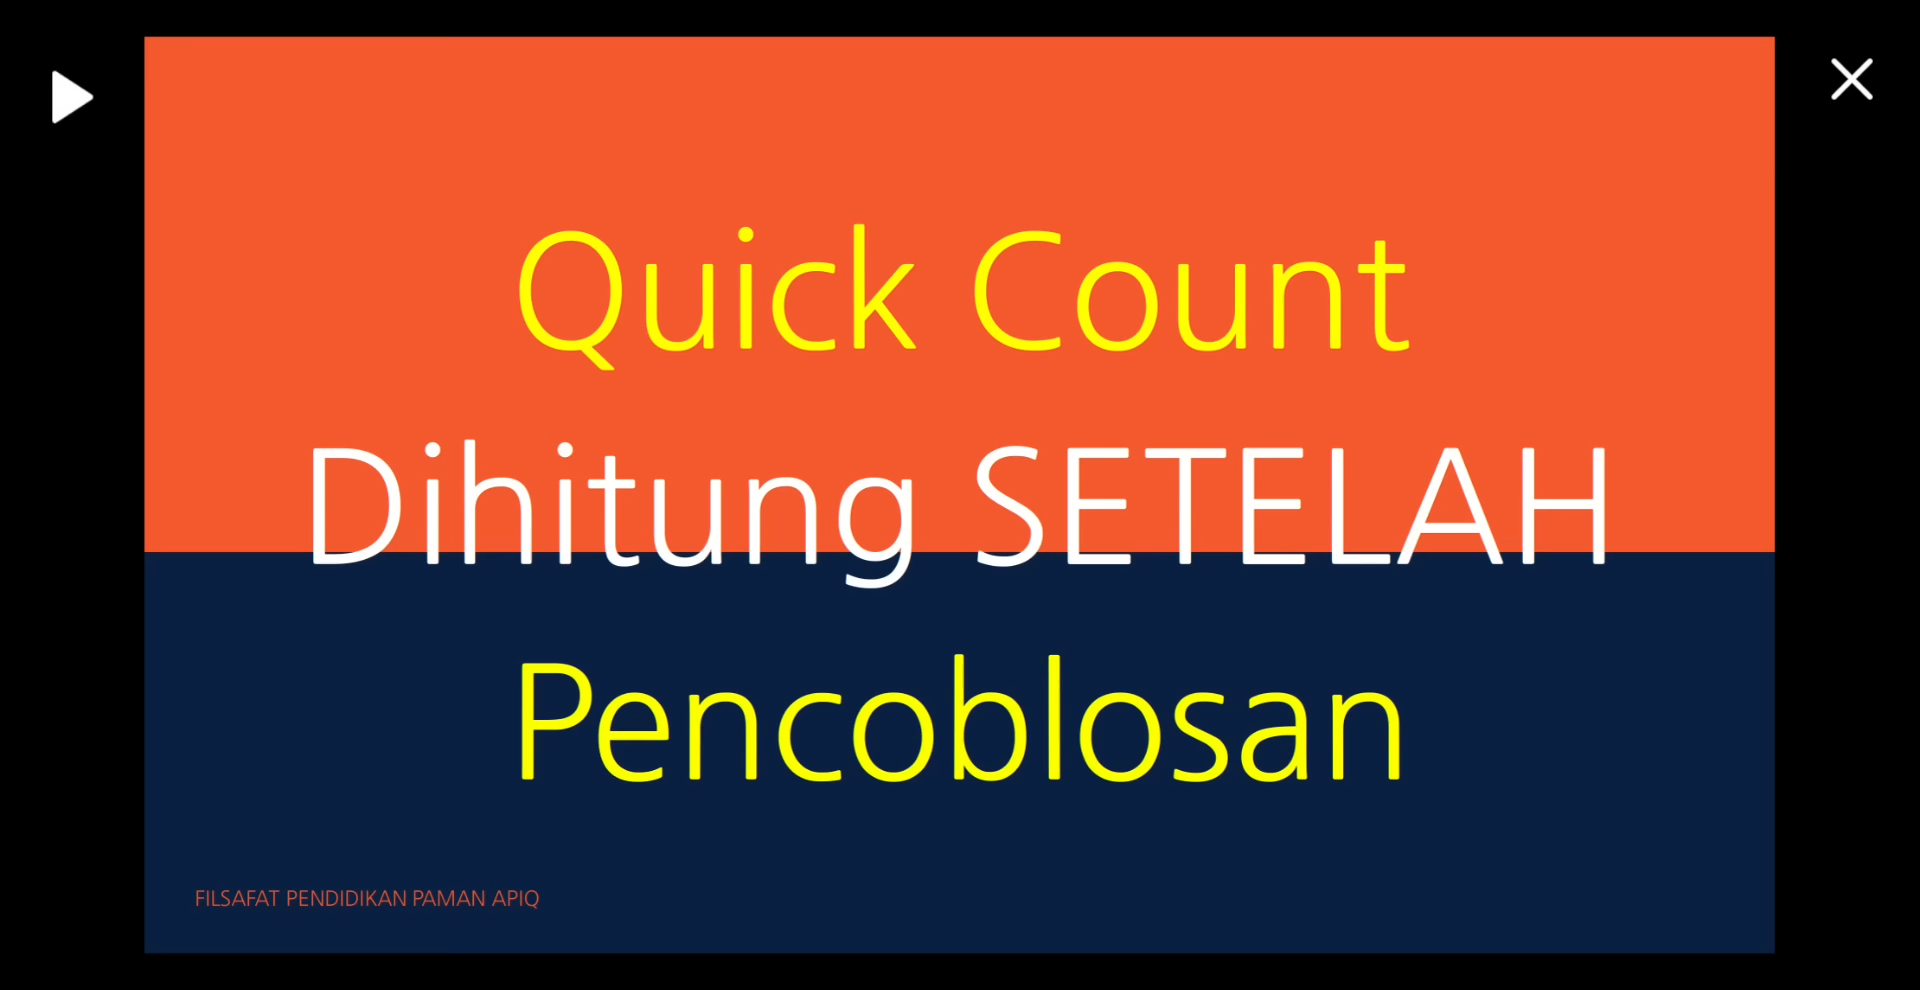 Quick Count
Dihitung SETELAH
Pencoblosan
FILSAFAT PENDIDIKAN PAMAN APIQ